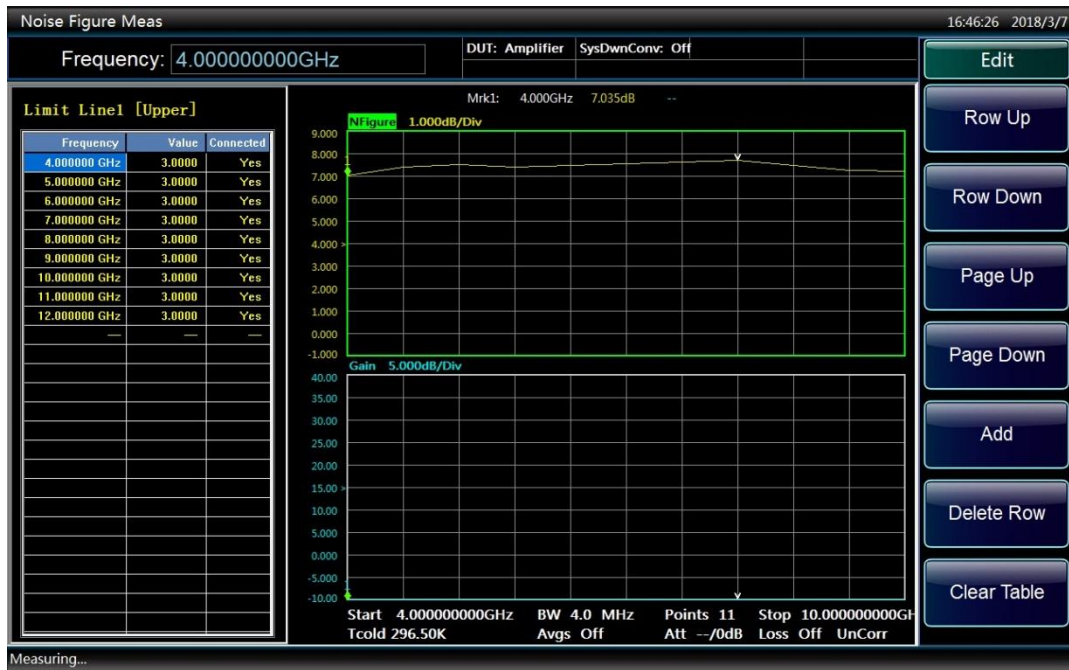 Noise Figure Meas 16:46:26 2018/3/7
Frequency: 4.000000000GHz DUT: Amplifier SysDwnConv: Off Edit
Limit Line1 [Upper]
Frequency Value Connected
4.000000 GHz 3.0000 Yes
5.000000 GHz 3.0000 Yes
6.000000 GHz 3.0000 Yes
7.000000 GHz 3.0000 Yes
8.000000 GHz 3.0000 Yes
9.000000 GHz 3.0000 Yes
10.000000 GHz 3.0000 Yes
11.000000 GHz 3.0000 Yes
12.000000 GHz 3.0000 Yes
— — —
Mrk1: 4.000GHz 7.035dB --
NFigure 1.000dB/Div
9.000
8.000
7.000
6.000
5.000
4.000
3.000
2.000
1.000
0.000
-1.000
1
Gain 5.000dB/Div
40.00
35.00
30.00
25.00
20.00
15.00
10.00
5.000
0.000
-5.000
-10.00
1
Start 4.000000000GHz BW 4.0 MHz Points 11 Stop 10.000000000GH
Tcold 296.50K Avgs Off Att --/0dB Loss Off UnCorr
Row Up
Row Down
Page Up
Page Down
Add
Delete Row
Clear Table
Measuring...